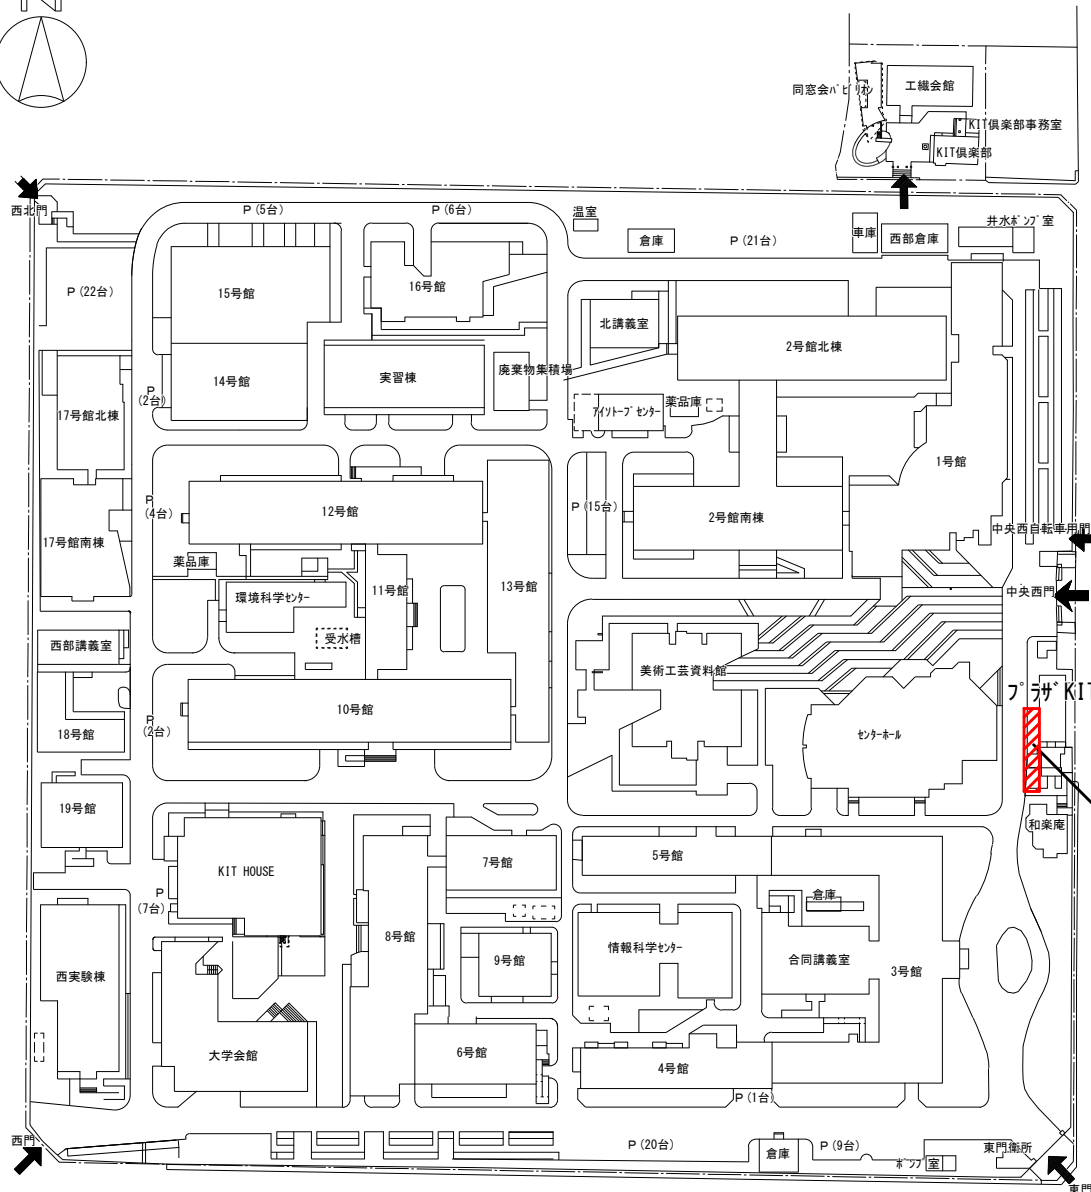 N
同窓会パビリオン
工繊会館
KIT倶楽部事務室
KIT倶楽部
西北門
P (5台)
P (6台)
温室
倉庫
P (21台)
車庫
西部倉庫
井水ポンプ室
P (22台)
15号館
16号館
北講義室
2号館北棟
14号館
実習棟
廃棄物集積場
P
(2台)
17号館北棟
アイソトープセンター
薬品庫
1号館
P
(4台)
12号館
P (15台)
2号館南棟
中央西自転車用門
17号館南棟
薬品庫
環境科学センター
11号館
13号館
中央西門
西部講義室
受水槽
美術工芸資料館
プラザKIT
18号館
P
(2台)
10号館
センターホール
19号館
和楽庵
KIT HOUSE
7号館
5号館
P
(7台)
倉庫
西実験棟
8号館
9号館
情報科学センター
合同講義室
3号館
大学会館
6号館
4号館
P (1台)
西門
P (20台)
倉庫
P (9台)
ポンプ室
東門衛所
東門